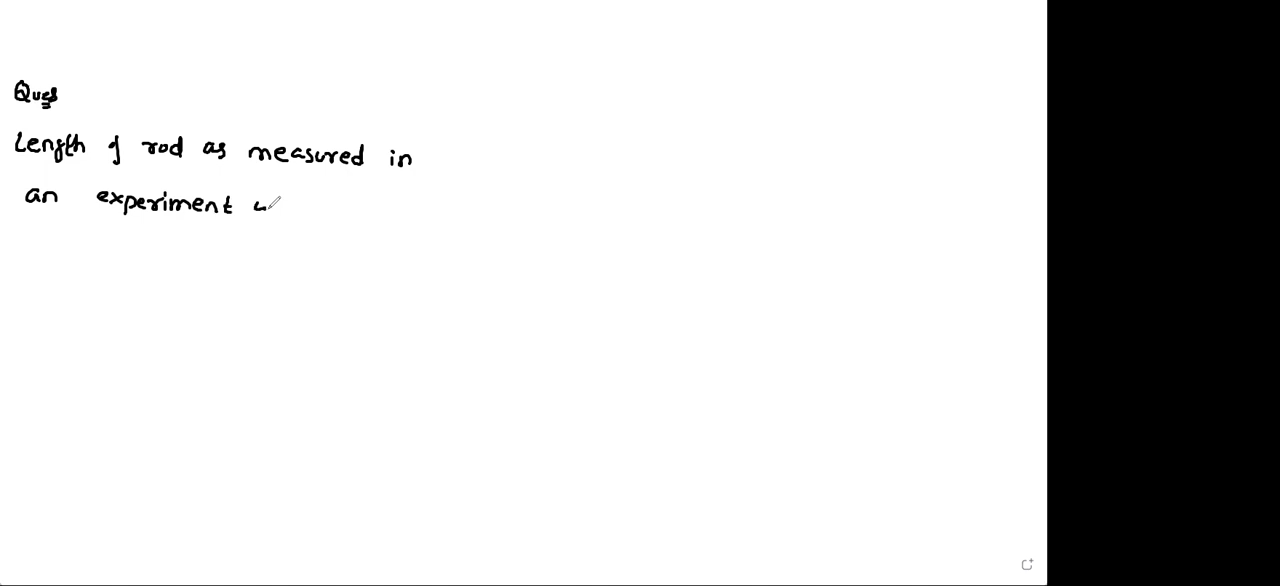 Ques
Length of rod as measured in
an experiment